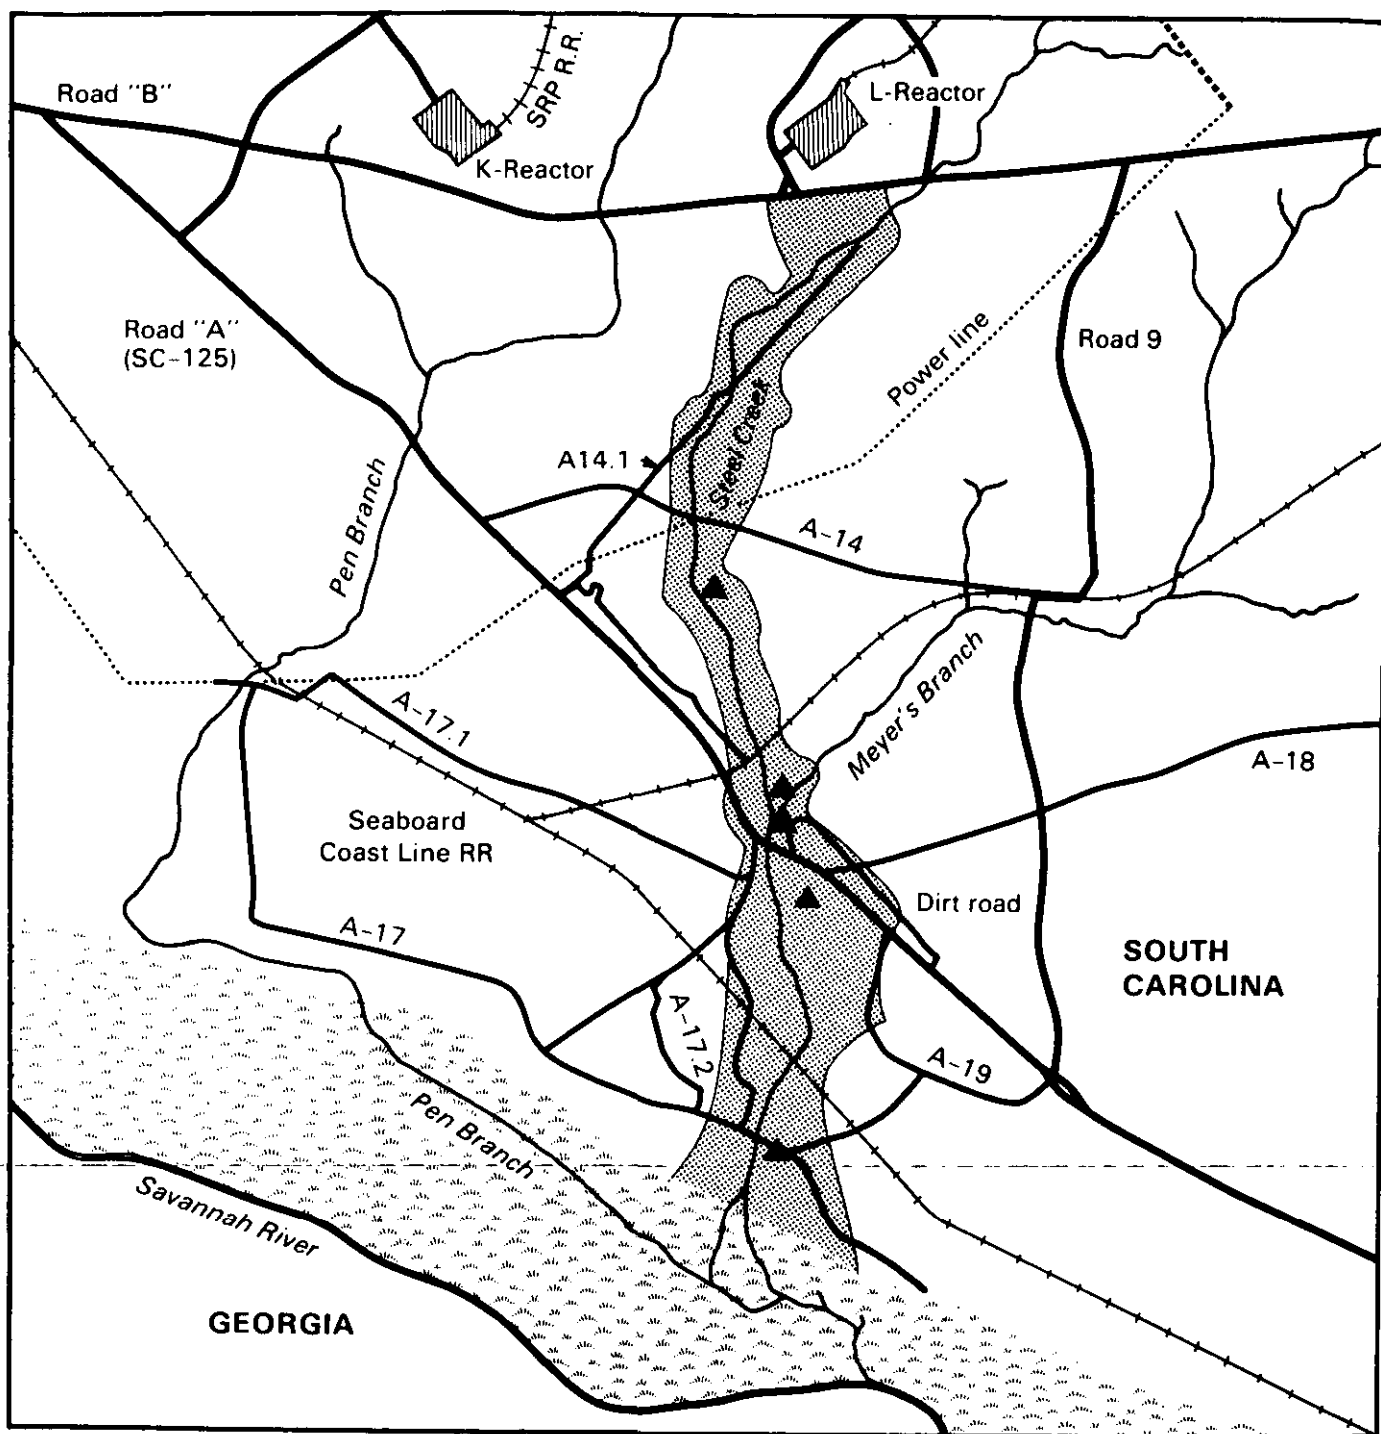 Road "B"
SRP R.R.
L-Reactor
K-Reactor
Road "A"
(SC-125)
Power line
Road 9
Steel Creek
A14.1
Pen Branch
A-14
Meyer's Branch
A-17.1
A-18
Seaboard
Coast Line RR
Dirt road
A-17
SOUTH
CAROLINA
A-17.2
A-19
Pen Branch
Savannah River
GEORGIA